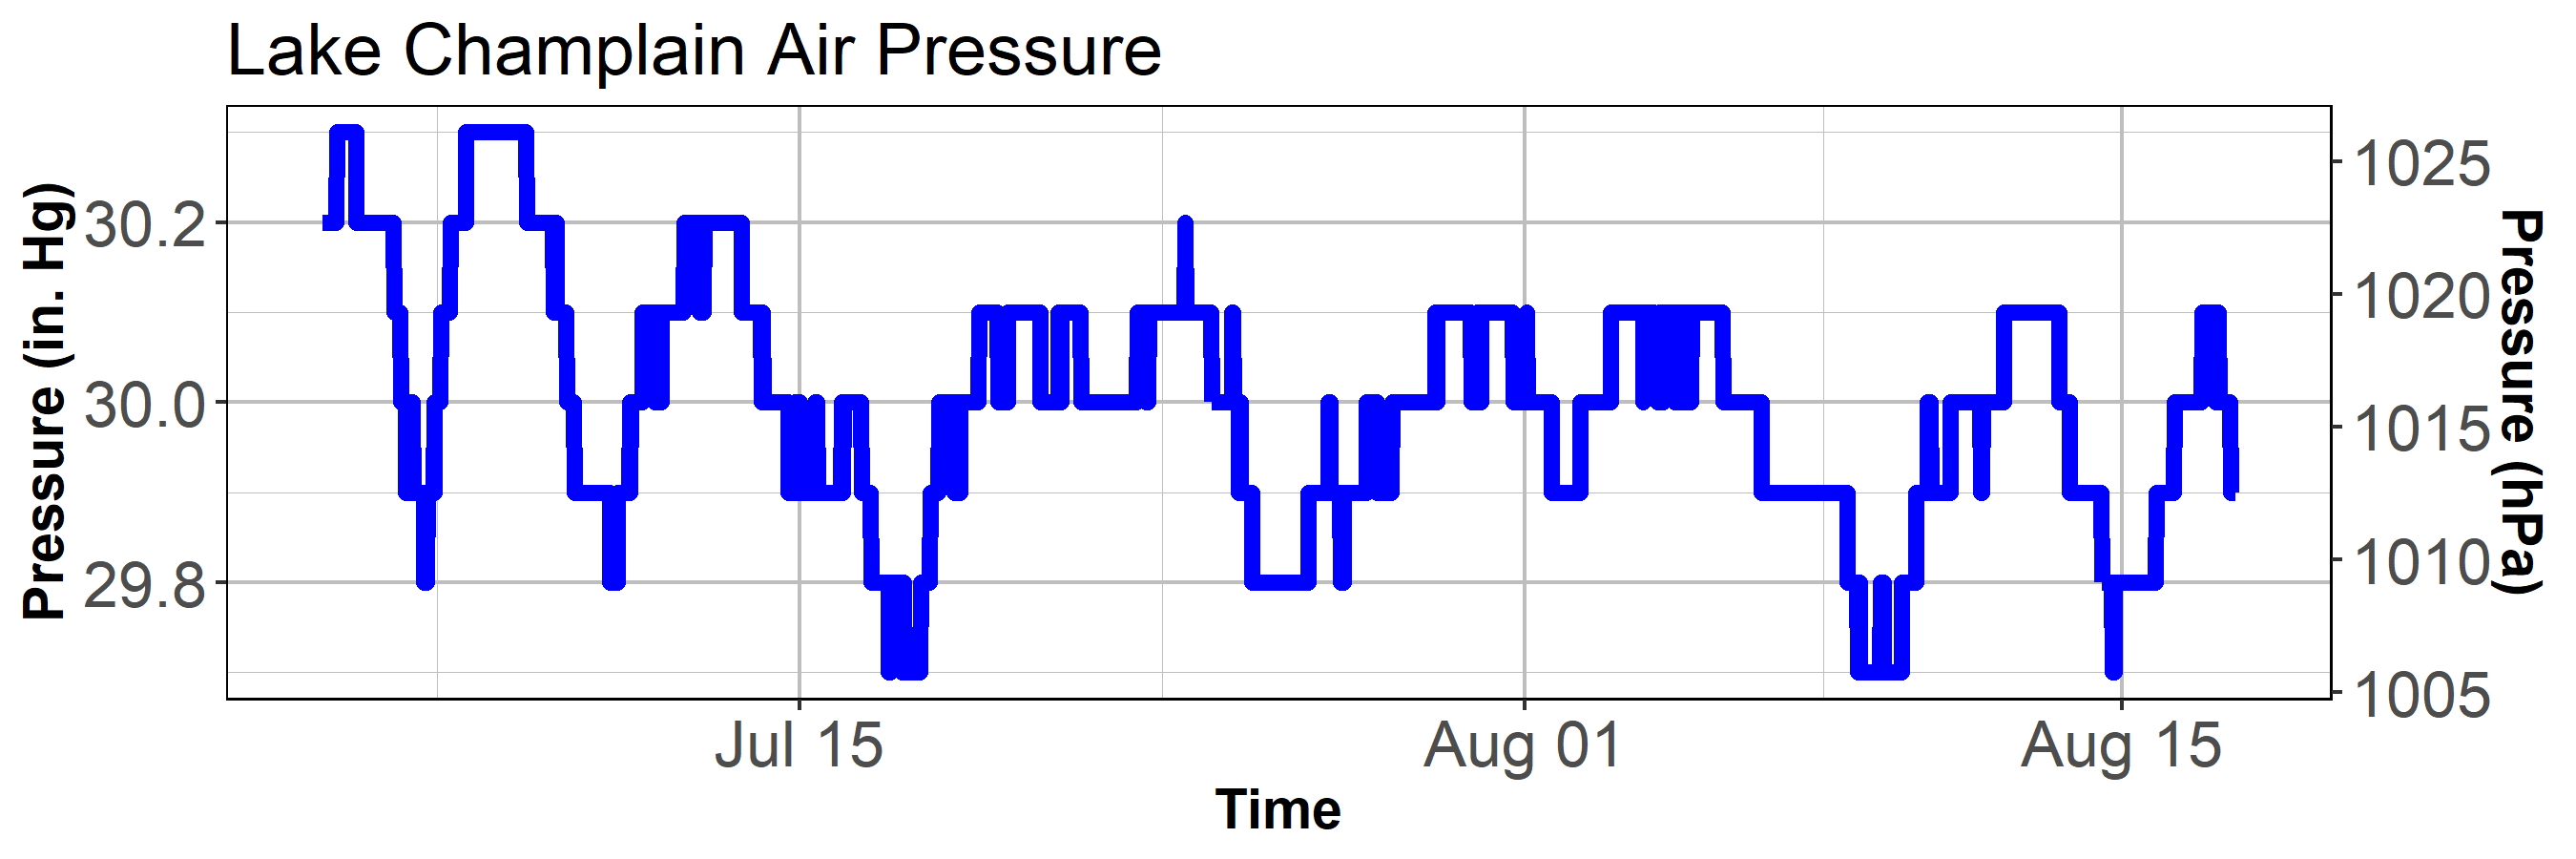 Lake Champlain Air Pressure
Pressure (in. Hg)
30.2
30.0
29.8
1025
1020
1015
1010
1005
Pressure (hPa)
Jul 15
Aug 01
Aug 15
Time